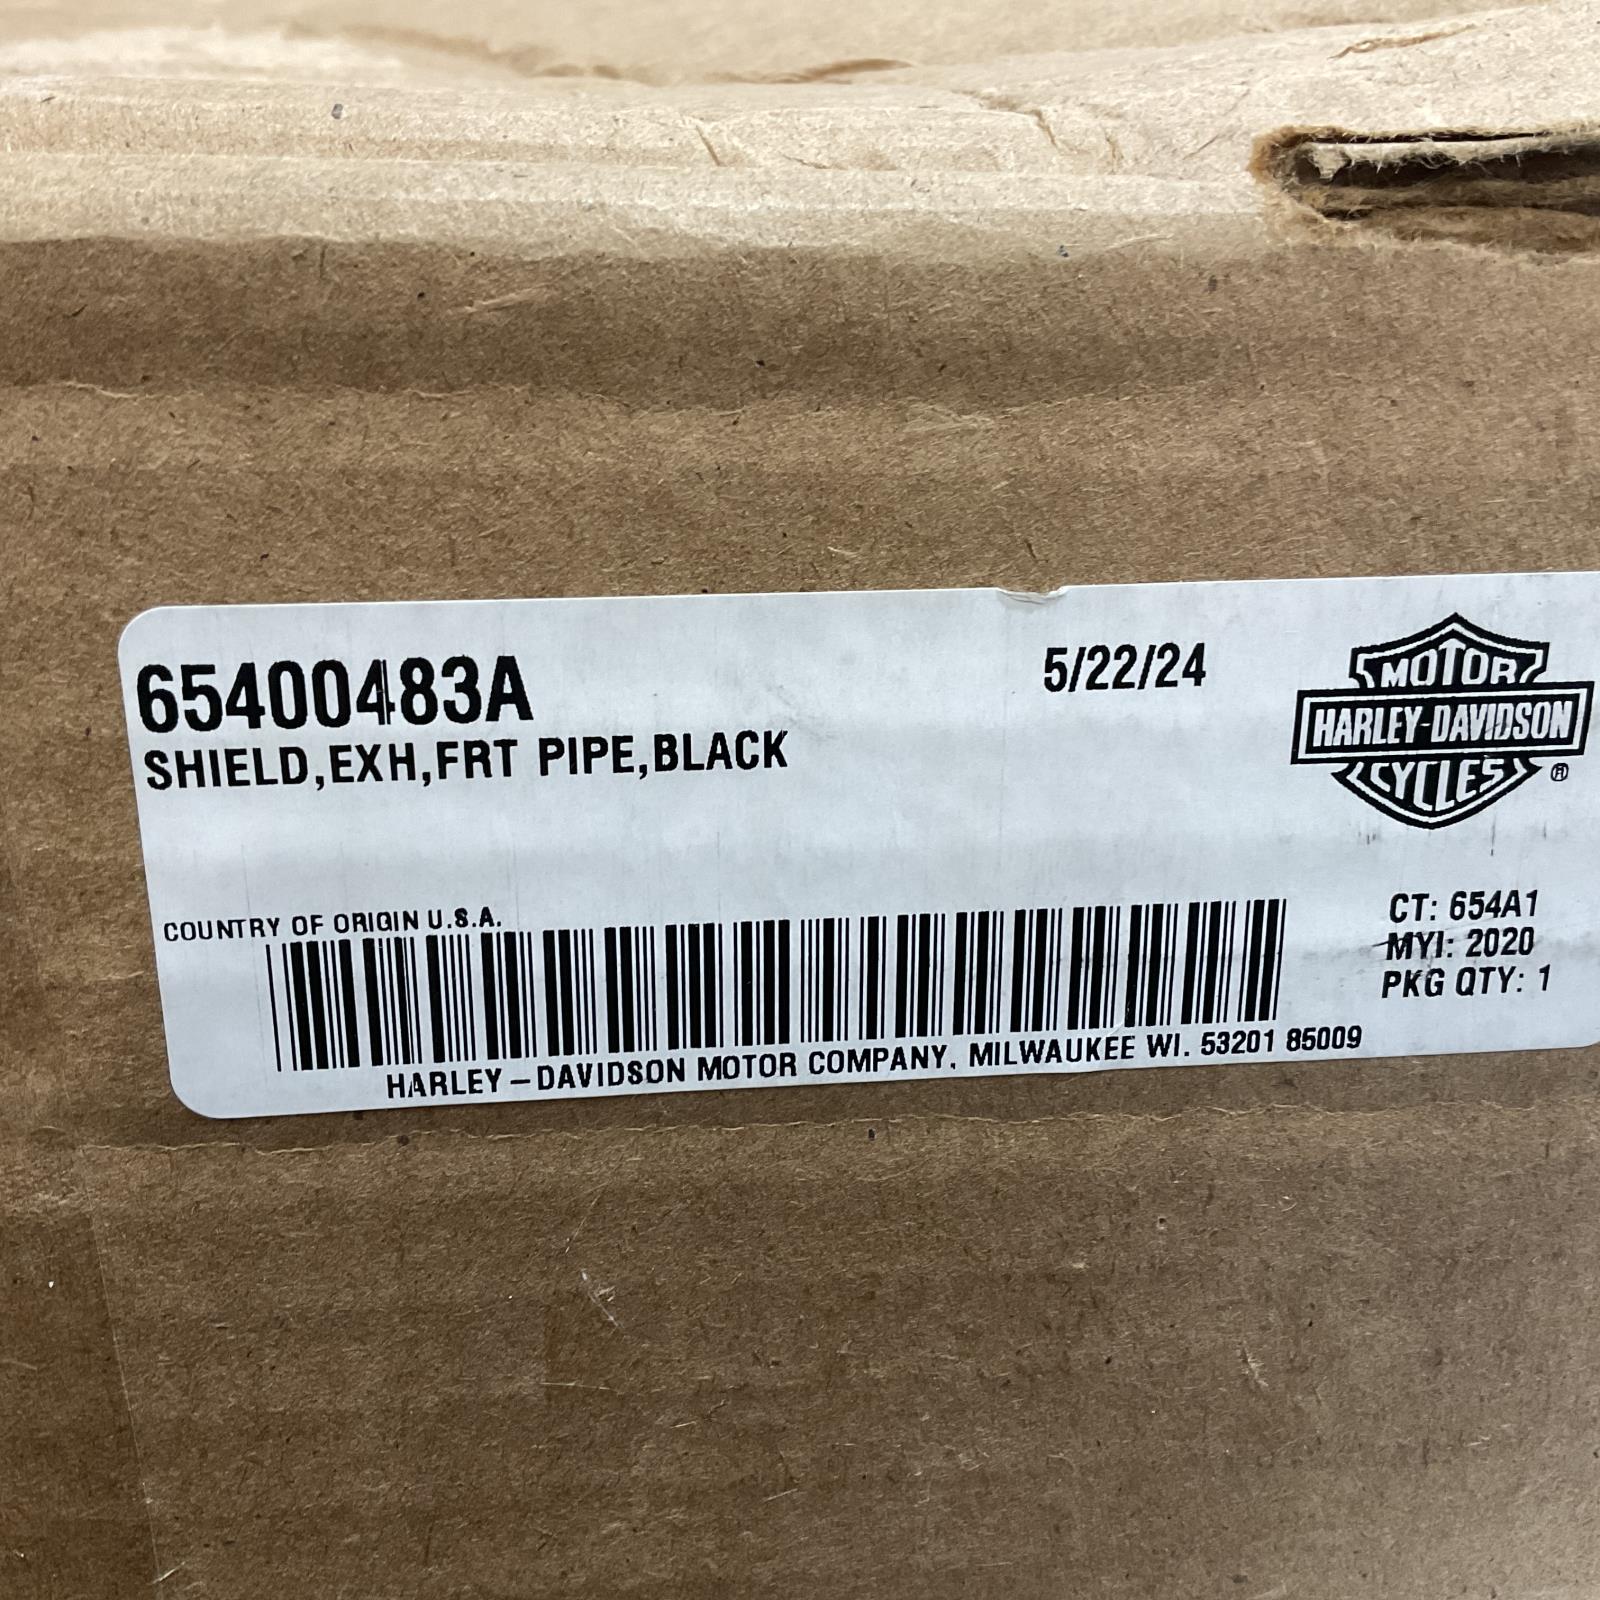 65400483A
5/22/24
SHIELD,EXH,FRT PIPE,BLACK
MOTOR
HARLEY-DAVIDSON
CYCLES
®
COUNTRY OF ORIGIN U.S.A.
CT: 654A1
MYI: 2020
PKG QTY: 1
HARLEY–DAVIDSON MOTOR COMPANY. MILWAUKEE WI. 53201 85009